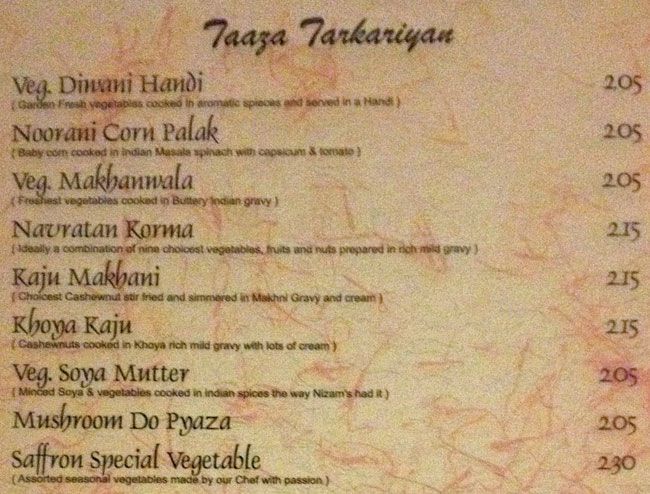 Taaza Tarkariyan
Veg. Diwani Handi 205
( Garden Fresh vegetables cooked in aromatic spieces and served in a Handi )
Noorani Corn Palak 205
( Baby corn cooked in Indian Masala spinach with capsicum & tomato )
Veg. Makhanwala 205
( Freshest vegetables cooked in Buttery Indian gravy )
Navratan Korma 215
( Ideally a combination of nine choicest vegetables, fruits and nuts prepared in rich mild gravy )
Kaju Makhani 215
( Choicest Cashewnut stir fried and simmered in Makhni Gravy and cream )
Khoya Kaju 215
( Cashewnuts cooked in Khoya rich mild gravy with lots of cream )
Veg. Soya Mutter 205
( Minced Soya & vegetables cooked in indian spices the way Nizam's had it )
Mushroom Do Pyaza 205
Saffron Special Vegetable 230
( Assorted seasonal vegetables made by our Chef with passion )